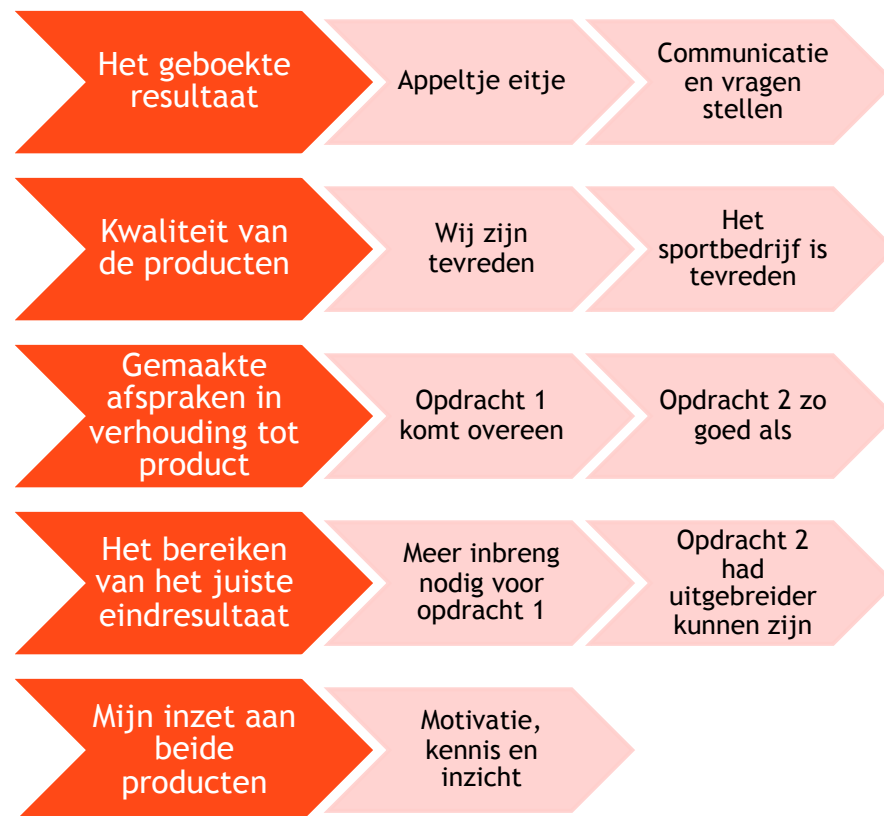 Het geboekte
resultaat
Appeltje eitje
Communicatie
en vragen
stellen
Kwaliteit van
de producten
Wij zijn
tevreden
Het
sportbedrijf is
tevreden
Gemaakte
afspraken in
verhouding tot
product
Opdracht 1
komt overeen
Opdracht 2 zo
goed als
Het bereiken
van het juiste
eindresultaat
Meer inbreng
nodig voor
opdracht 1
Opdracht 2
had
uitgebreider
kunnen zijn
Mijn inzet aan
beide
producten
Motivatie,
kennis en
inzicht